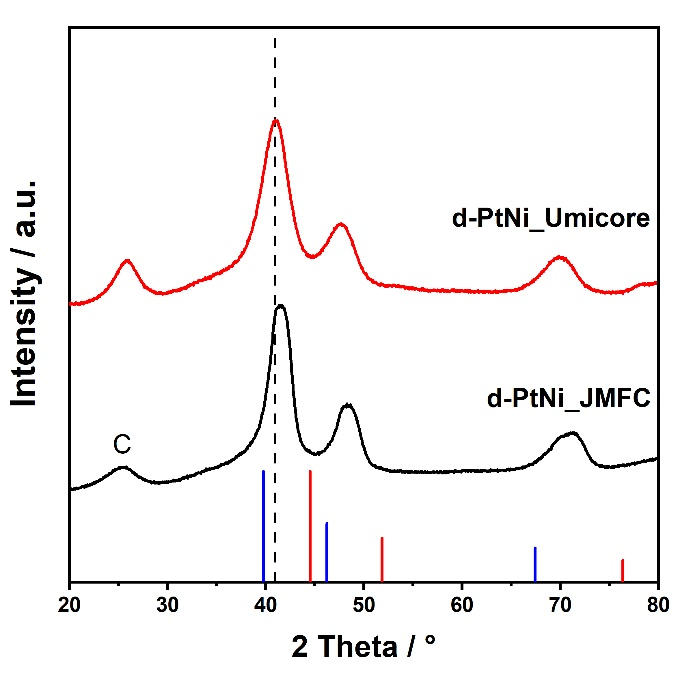 d-PtNi_Umicore
d-PtNi_JMFC
C
Intensity / a.u.
20 30 40 50 60 70 80
2 Theta / °